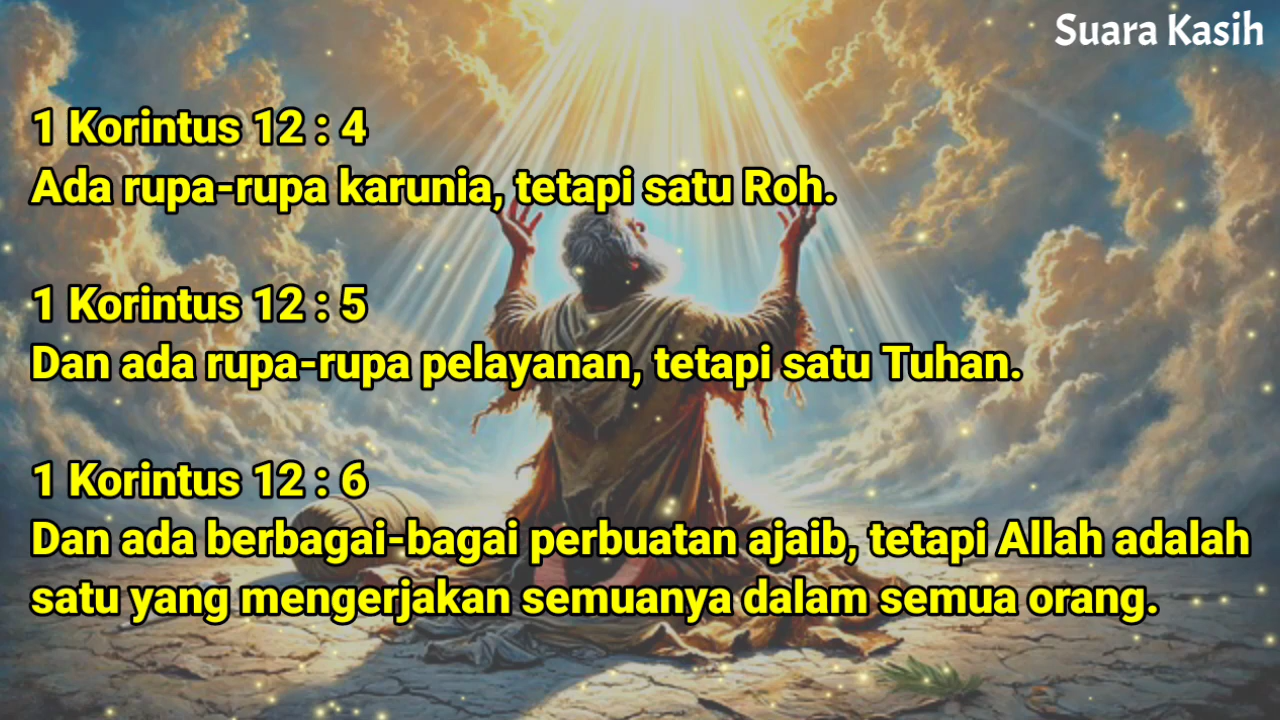 Suara Kasih
1 Korintus 12 : 4
Ada rupa-rupa karunia, tetapi satu Roh.
1 Korintus 12 : 5
Dan ada rupa-rupa pelayanan, tetapi satu Tuhan.
1 Korintus 12 : 6
Dan ada berbagai-bagai perbuatan ajaib, tetapi Allah adalah
satu yang mengerjakan semuanya dalam semua orang.